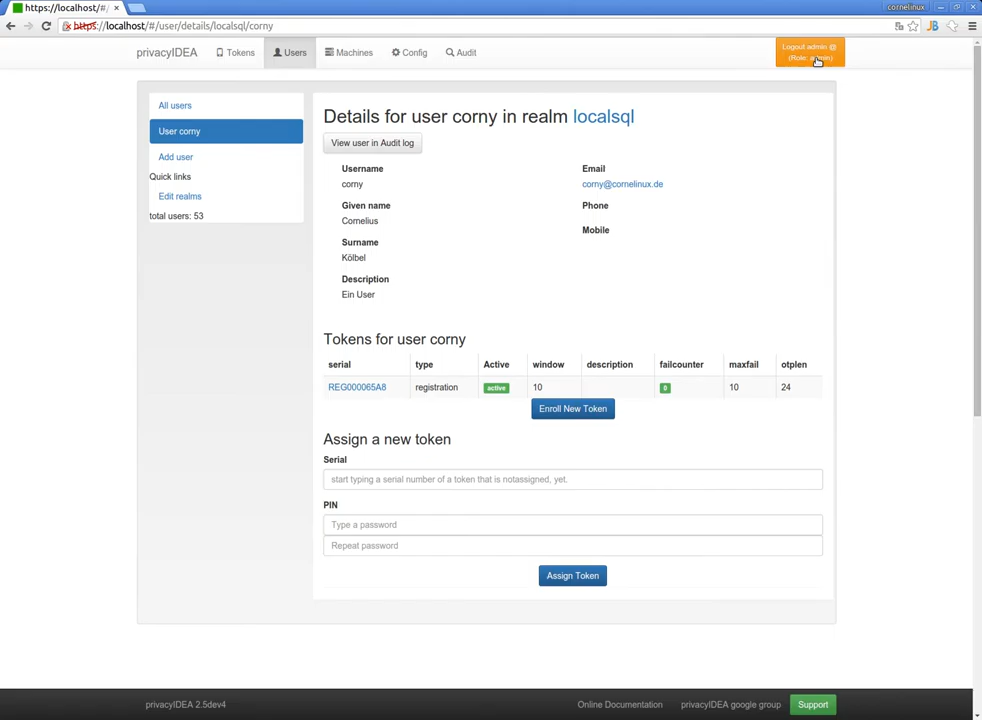 https://localhost/#/
cornelinux
https://localhost/#/user/details/localsql/corny
privacyIDEA
Tokens
Users
Machines
Config
Audit
Logout admin
(Role: admin)
All users
User corny
Add user
Quick links
Edit realms
total users: 53
Details for user corny in realm localsql
View user in Audit log
Username
corny
Given name
Cornelius
Surname
Kölbel
Description
Ein User
Email
corny@cornelinux.de
Phone
Mobile
Tokens for user corny
serial type Active window description failcounter maxfail otplen
REG000065A8 registration active 10 0 10 24
Enroll New Token
Assign a new token
Serial
start typing a serial number of a token that is notassigned, yet.
PIN
Type a password
Repeat password
Assign Token
privacyIDEA 2.5dev4
Online Documentation
privacyIDEA google group
Support